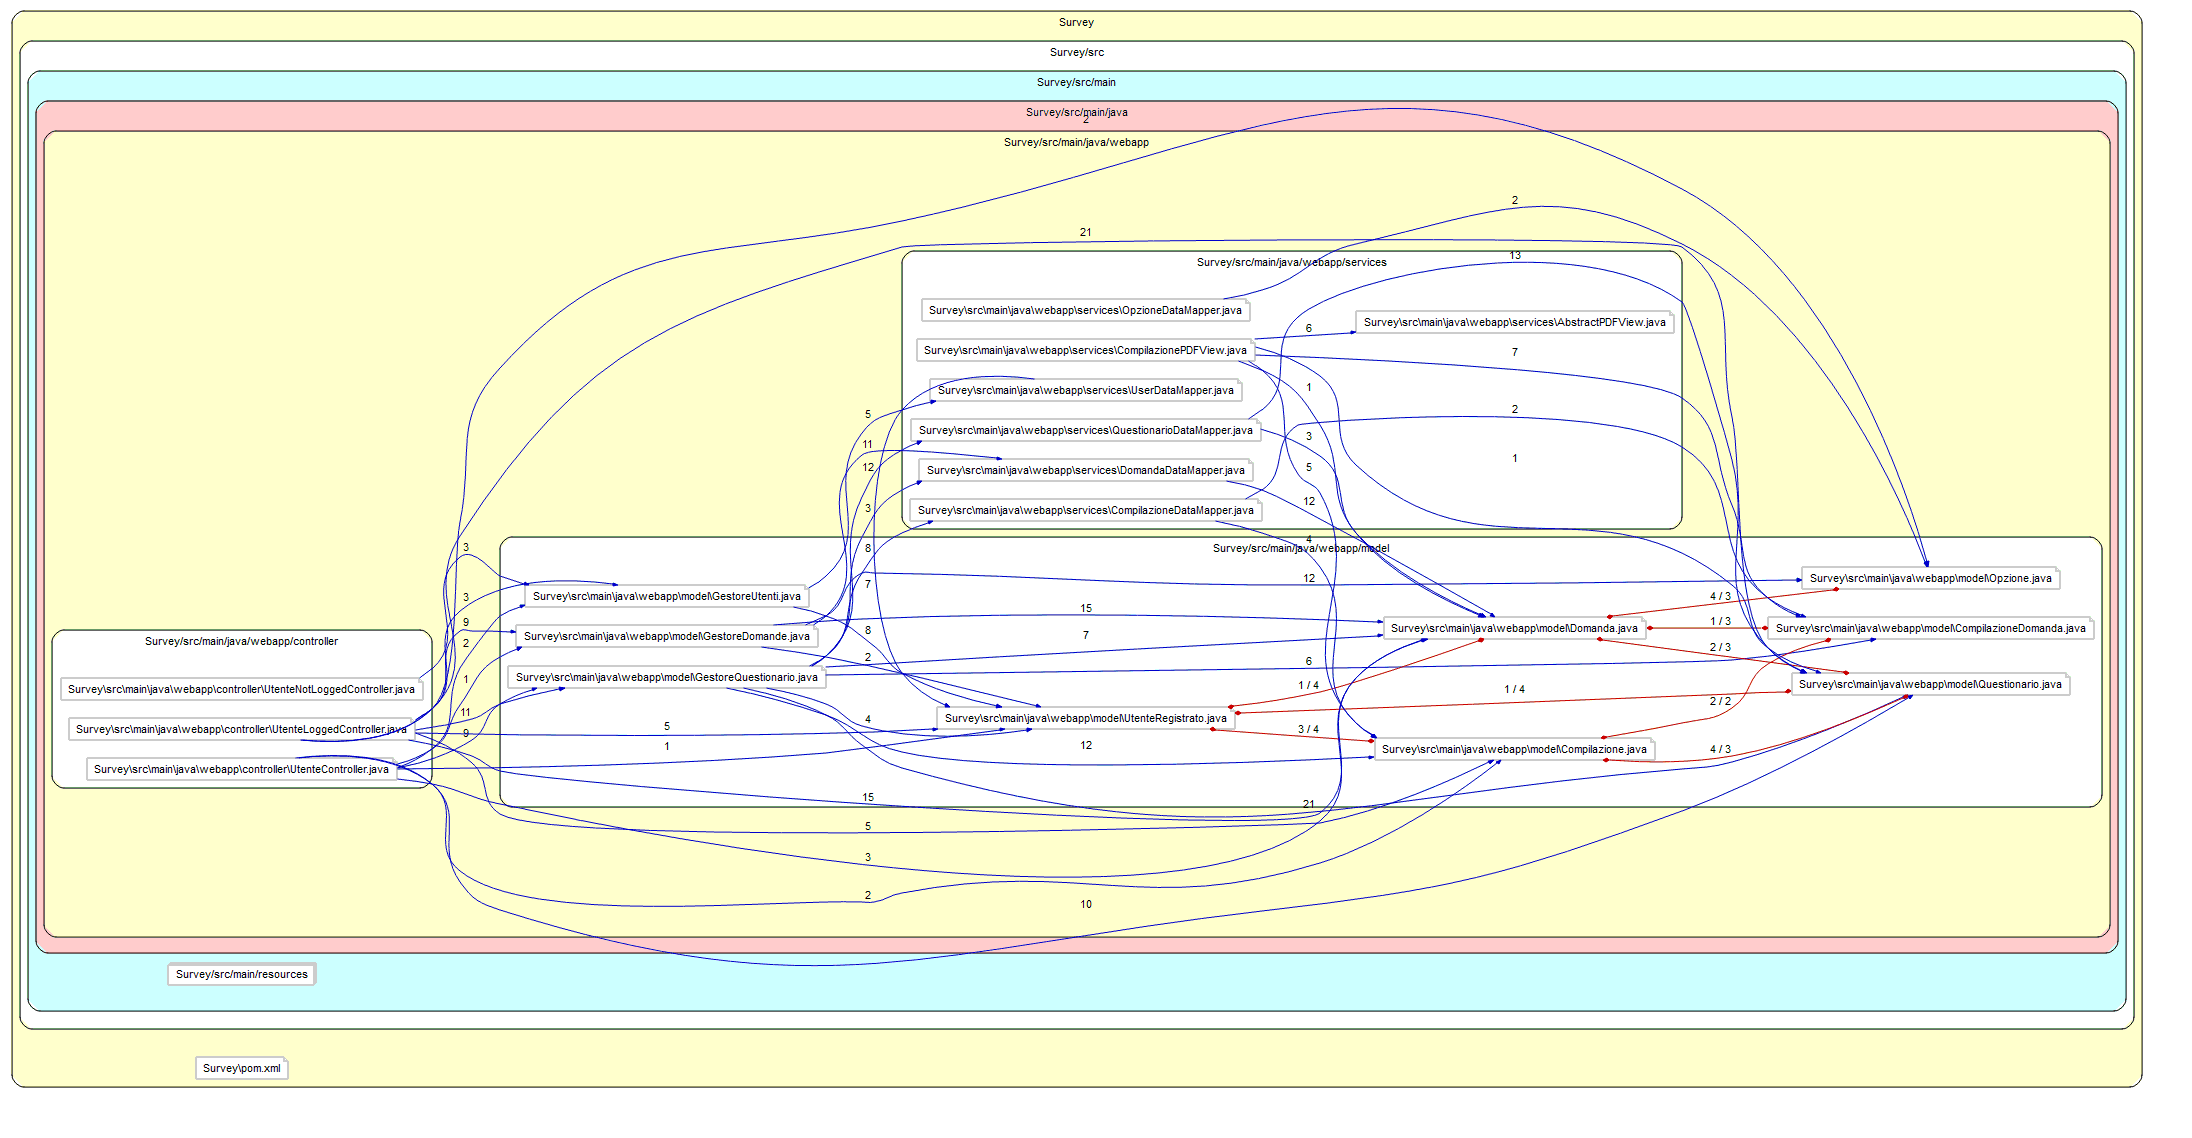 Survey
Survey/src
Survey/src/main
Survey/src/main/java
2
Survey/src/main/java/webapp
2
21
13
Survey/src/main/java/webapp/services
Survey\src\main\java\webapp\services\OpzioneDataMapper.java
Survey\src\main\java\webapp\services\AbstractPDFView.java
6
Survey\src\main\java\webapp\services\CompilazionePDFView.java
7
1
Survey\src\main\java\webapp\services\UserDataMapper.java
5
2
Survey\src\main\java\webapp\services\QuestionarioDataMapper.java
3
11
1
12
5
Survey\src\main\java\webapp\services\DomandaDataMapper.java
12
3
Survey\src\main\java\webapp\services\CompilazioneDataMapper.java
4
3
8
Survey/src/main/java/webapp/model
7
12
Survey\src\main\java\webapp\model\Opzione.java
3
Survey\src\main\java\webapp\model\GestoreUtenti.java
4 / 3
15
9
8
1 / 3
Survey\src\main\java\webapp\model\GestoreDomande.java
7
Survey\src\main\java\webapp\model\Domanda.java
Survey\src\main\java\webapp\model\CompilazioneDomanda.java
Survey/src/main/java/webapp/controller
2
2
6
2 / 3
Survey\src\main\java\webapp\model\GestoreQuestionario.java
1
1 / 4
1 / 4
Survey\src\main\java\webapp\model\Questionario.java
Survey\src\main\java\webapp\controller\UtenteNotLoggedController.java
2 / 2
11
5
4
Survey\src\main\java\webapp\model\UtenteRegistrato.java
3 / 4
Survey\src\main\java\webapp\controller\UtenteLoggedController.java
9
1
12
Survey\src\main\java\webapp\model\Compilazione.java
4 / 3
Survey\src\main\java\webapp\controller\UtenteController.java
15
21
5
3
2
10
Survey/src/main/resources
Survey\pom.xml